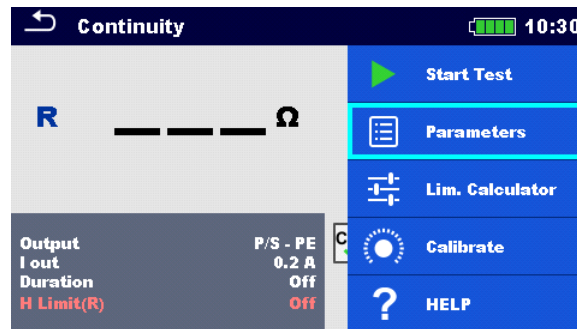 Continuity
10:30
Start Test
R ___ Ω
Parameters
Lim. Calculator
Output P/S - PE
C
I out 0.2 A
Calibrate
Duration Off
H Limit(R) Off
? HELP